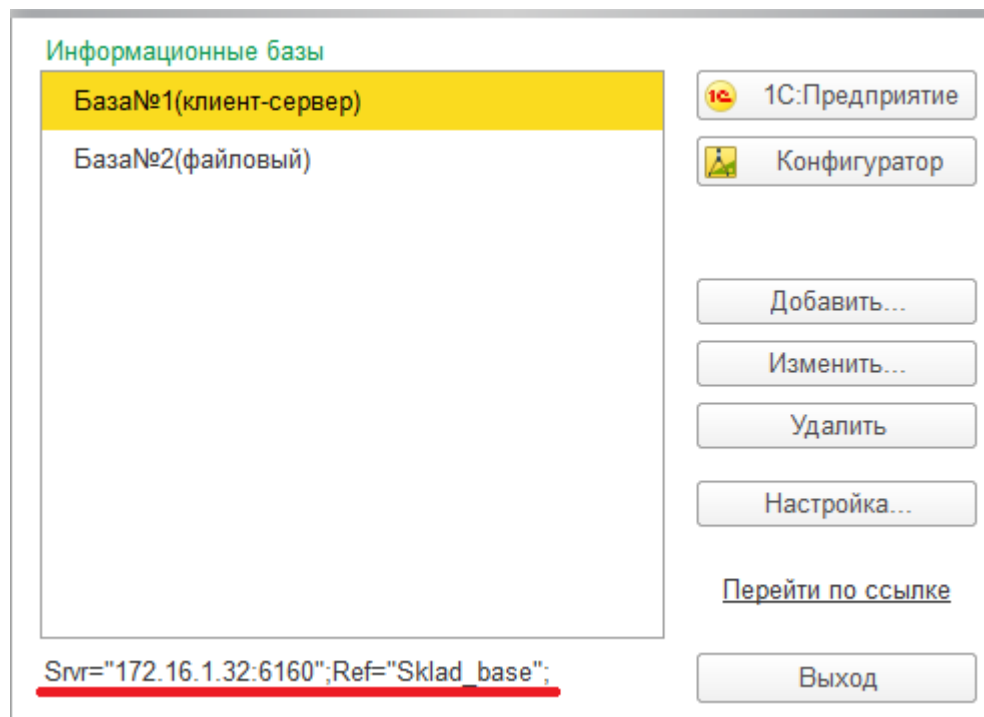 Информационные базы
База№1(клиент-сервер)
База№2(файловый)
1С:Предприятие
Конфигуратор
Добавить...
Изменить...
Удалить
Настройка...
Перейти по ссылке
Srvr="172.16.1.32:6160";Ref="Sklad_base";
Выход